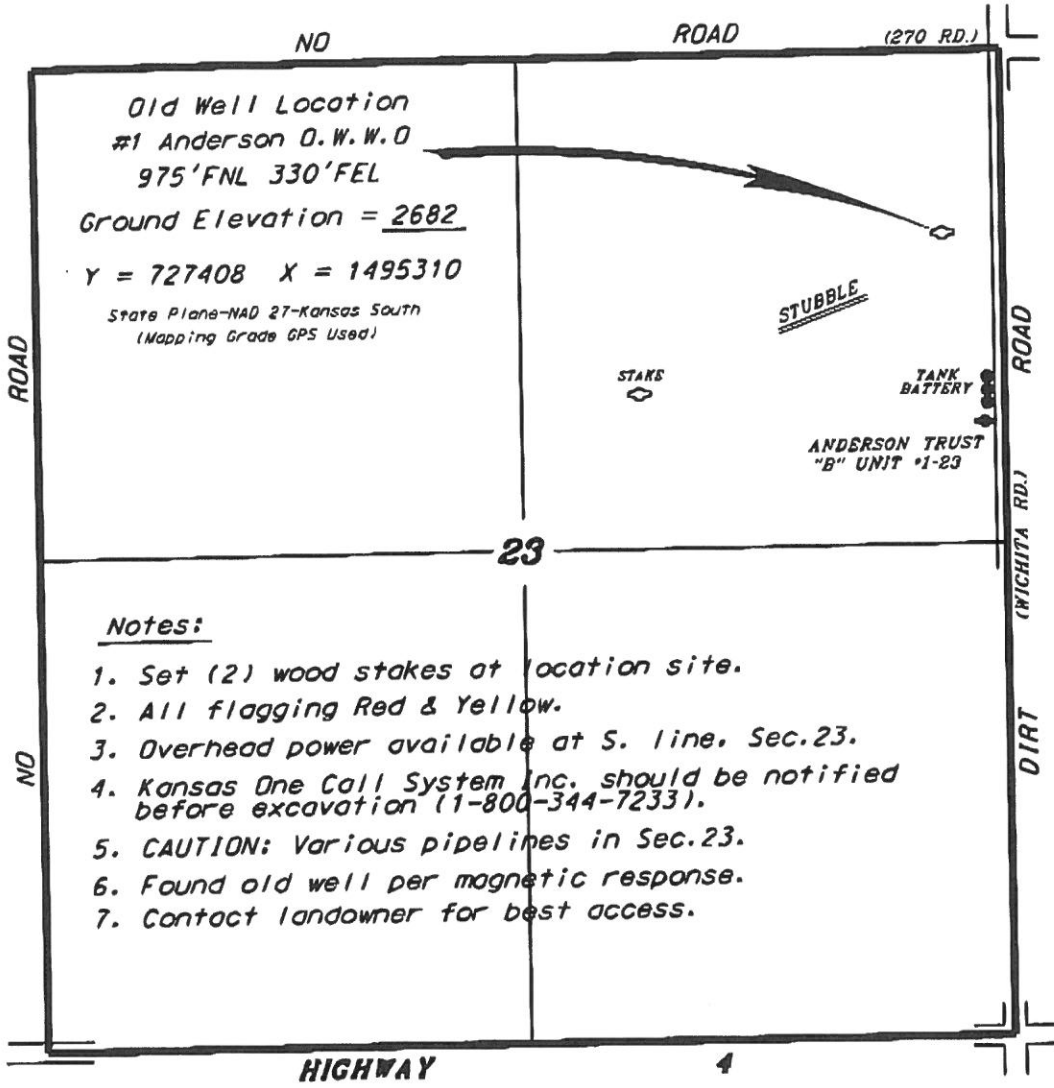 NO ROAD (270 RD.)
Old Well Location
#1 Anderson O.W.W.O
975'FNL 330'FEL
Ground Elevation = 2682
Y = 727408 X = 1495310
State Plane-NAD 27-Kansas South
(Mapping Grade GPS Used)
STUBBLE
STAKE
TANK
BATTERY
ANDERSON TRUST
"B" UNIT #1-23
ROAD
NO
ROAD
(WICHITA RD.)
DIRT
23
Notes:
1. Set (2) wood stakes at location site.
2. All flagging Red & Yellow.
3. Overhead power available at S. line. Sec.23.
4. Kansas One Call System Inc. should be notified
before excavation (1-800-344-7233).
5. CAUTION: Various pipelines in Sec.23.
6. Found old well per magnetic response.
7. Contact landowner for best access.
HIGHWAY 4